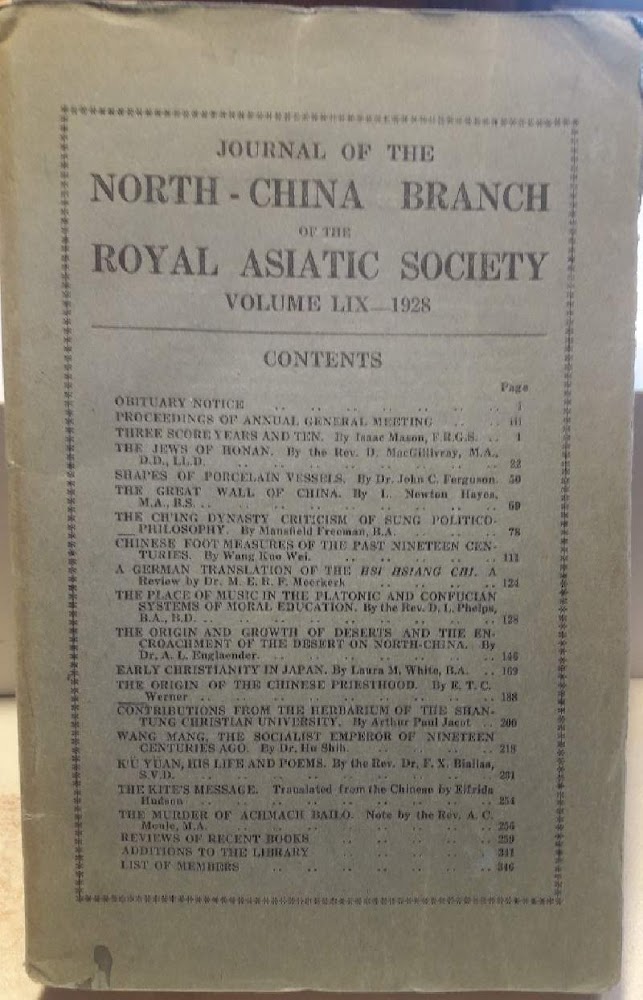 JOURNAL OF THE
NORTH-CHINA BRANCH
OF THE
ROYAL ASIATIC SOCIETY
VOLUME LIX—1928
CONTENTS
Page
OBITUARY NOTICE .. .. .. .. .. .. .. i
PROCEEDINGS OF ANNUAL GENERAL MEETING .. .. iii
THREE SCORE YEARS AND TEN. By Isaac Mason, F.R.G.S. .. 1
THE JEWS OF HONAN. By the Rev. D. MacGillivray, M.A.,
D.D., LL.D. .. .. .. .. .. .. .. .. 22
SHAPES OF PORCELAIN VESSELS. By Dr. John C. Ferguson. 50
THE GREAT WALL OF CHINA. By L. Newton Hayes,
M.A., B.S. .. .. .. .. .. .. .. .. 60
THE CH'ING DYNASTY CRITICISM OF SUNG POLITICO-
PHILOSOPHY. By Mansfield Freeman, B.A. .. .. .. 78
CHINESE FOOT MEASURES OF THE PAST NINETEEN CEN-
TURIES. By Wang Kuo Wei. .. .. .. .. .. 111
A GERMAN TRANSLATION OF THE HSI HSIANG CHI. A
Review by Dr. M. E. R. F. Meerkerk .. .. .. .. 124
THE PLACE OF MUSIC IN THE PLATONIC AND CONFUCIAN
SYSTEMS OF MORAL EDUCATION. By the Rev. D. L. Phelps,
B.A., B.D. .. .. .. .. .. .. .. .. 128
THE ORIGIN AND GROWTH OF DESERTS AND THE EN-
CROACHMENT OF THE DESERT ON NORTH-CHINA. By
Dr. A. L. Englaender. .. .. .. .. .. .. 146
EARLY CHRISTIANITY IN JAPAN. By Laura M. White, B.A. .. 169
THE ORIGIN OF THE CHINESE PRIESTHOOD. By E. T. C.
Werner .. .. .. .. .. .. .. .. 188
CONTRIBUTIONS FROM THE HERBARIUM OF THE SHAN-
TUNG CHRISTIAN UNIVERSITY. By Arthur Paul Jacot .. 200
WANG MANG, THE SOCIALIST EMPEROR OF NINETEEN
CENTURIES AGO. By Dr. Hu Shih. .. .. .. .. 218
K'Ü YÜAN, HIS LIFE AND POEMS. By the Rev. Dr. F. X. Biallas,
S.V.D. .. .. .. .. .. .. .. .. 231
THE KITE'S MESSAGE. Translated from the Chinese by Elfrida
Hudson .. .. .. .. .. .. .. .. 254
THE MURDER OF ACHMACH BAILO. Note by the Rev. A. C.
Moule, M.A. .. .. .. .. .. .. .. .. 256
REVIEWS OF RECENT BOOKS .. .. .. .. .. 259
ADDITIONS TO THE LIBRARY .. .. .. .. .. 341
LIST OF MEMBERS .. .. .. .. .. .. .. 346